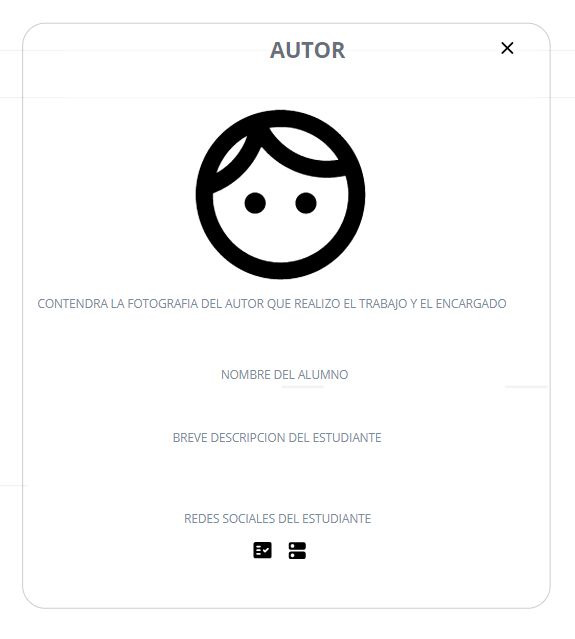 AUTOR
CONTENDRA LA FOTOGRAFIA DEL AUTOR QUE REALIZO EL TRABAJO Y EL ENCARGADO
NOMBRE DEL ALUMNO
BREVE DESCRIPCION DEL ESTUDIANTE
REDES SOCIALES DEL ESTUDIANTE